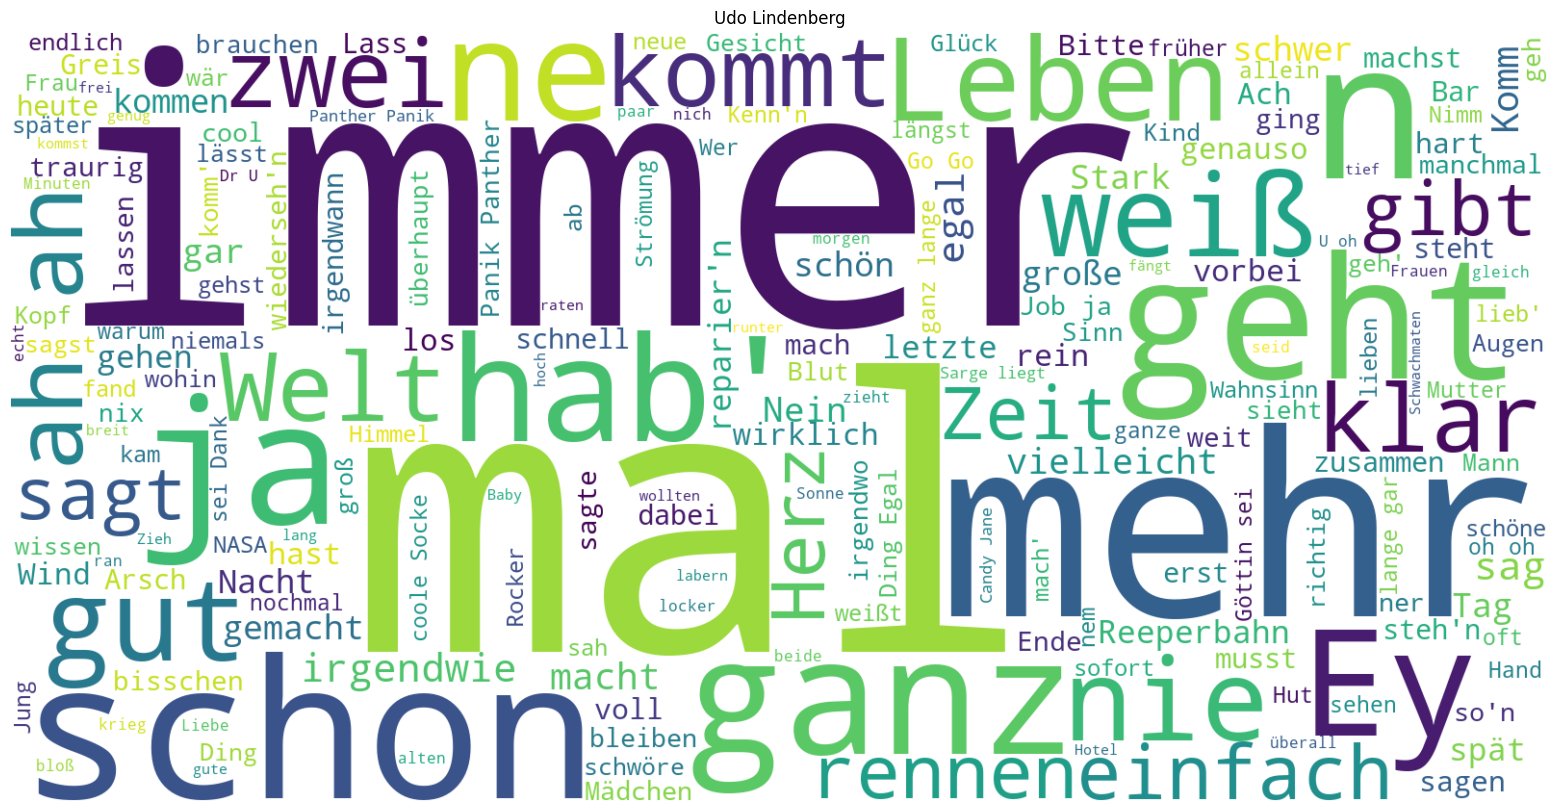 Udo Lindenberg
endlich
brauchen
Lass
zwei
ne
kommt
neue
Gesicht
Leben
Glück
Bitte
früher
schwer
machst
geh
Greis
Frau
frei
wär
heute
kommen
allein
Ach
Bar
Nimm
Komm
n
später
genug
kommst
cool
Panther Panik
paar
nich
Kenn'n
längst
Kind
ging
hart
traurig
lässt
Dr U
immer
Wer
Go Go
genauso
manchmal
tief
Minuten
komm'
Stark
ah ah
lassen
wiederseh'n
irgendwann
überhaupt
Panik Panther
ab
Strömung
morgen
schön
ganz lange
egal
weiß
gibt
gar
gehst
U oh
steht
große
fängt
vorbei
geh'
Frauen
gleich
Kopf
raten
reparier'n
Job ja
geht
lieb'
echt
sagst
warum
niemals
los
schnell
runter
mach
letzte
rein
Sinn
seid
Augen
gehen
wohin
Welt
hab'
hoch
Blut
Sarge liegt
Wahnsinn
lieben
Schwachmaten
Mutter
fand
nix
breit
ja
Himmel
Nein
zieht
Zeit
ganze
weit
sieht
klar
kam
sei Dank
groß
mal
wirklich
vielleicht
zusammen
Mann
sagt
Baby
sagte
wollten
dabei
Herz
Sonne
irgendwo
Ding Egal
mehr
lange gar
schöne
oh oh
Zieh
NASA
lang
coole Socke
wissen
ran
hast
Wind
Arsch
Nacht
Rocker
labern
Candy Jane
mach'
erst
Göttin sei
richtig
sag
nochmal
locker
weißt
ner
Tag
gut
gemacht
sah
Ende
nem
Reeperbahn
steh'n
oft
irgendwie
beide
bisschen
macht
sofort
musst
Hand
Jung
schon
voll
ganz
nie
Hut
sehen
Ey
so'n
krieg
Liebe
bleiben
Ding
bloß
gute
alten
schwöre
Hotel
überall
spät
Mädchen
rennen
einfach
sagen